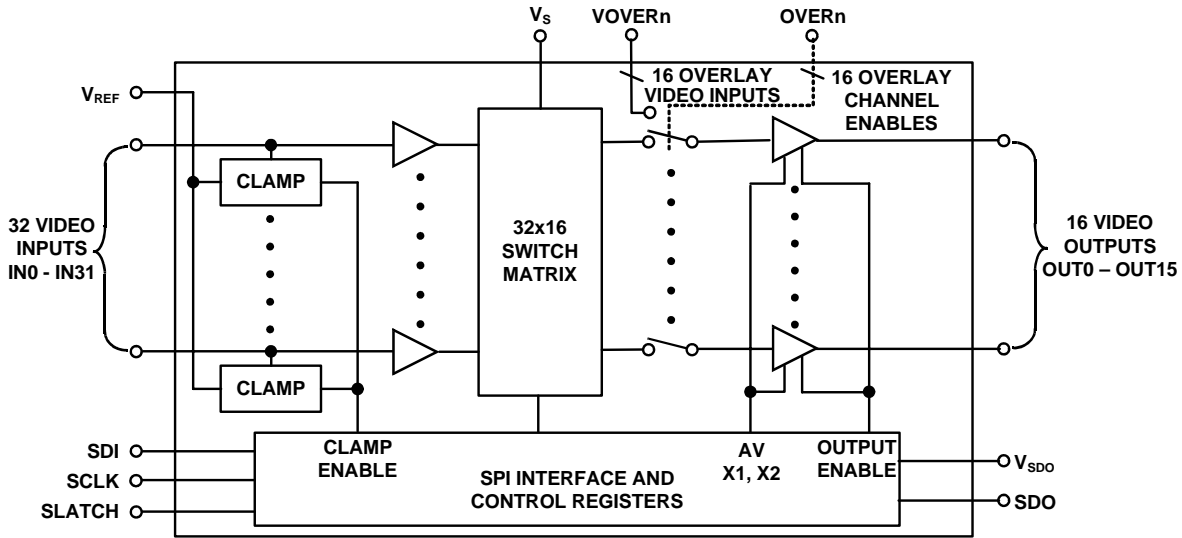 VS
VOVERn
OVERn
VREF
16 OVERLAY
VIDEO INPUTS
16 OVERLAY
CHANNEL
ENABLES
CLAMP
32 VIDEO
INPUTS
IN0 - IN31
32x16
SWITCH
MATRIX
16 VIDEO
OUTPUTS
OUT0 – OUT15
CLAMP
SDI
SCLK
SLATCH
CLAMP
ENABLE
SPI INTERFACE AND
CONTROL REGISTERS
AV
X1, X2
OUTPUT
ENABLE
VSDO
SDO